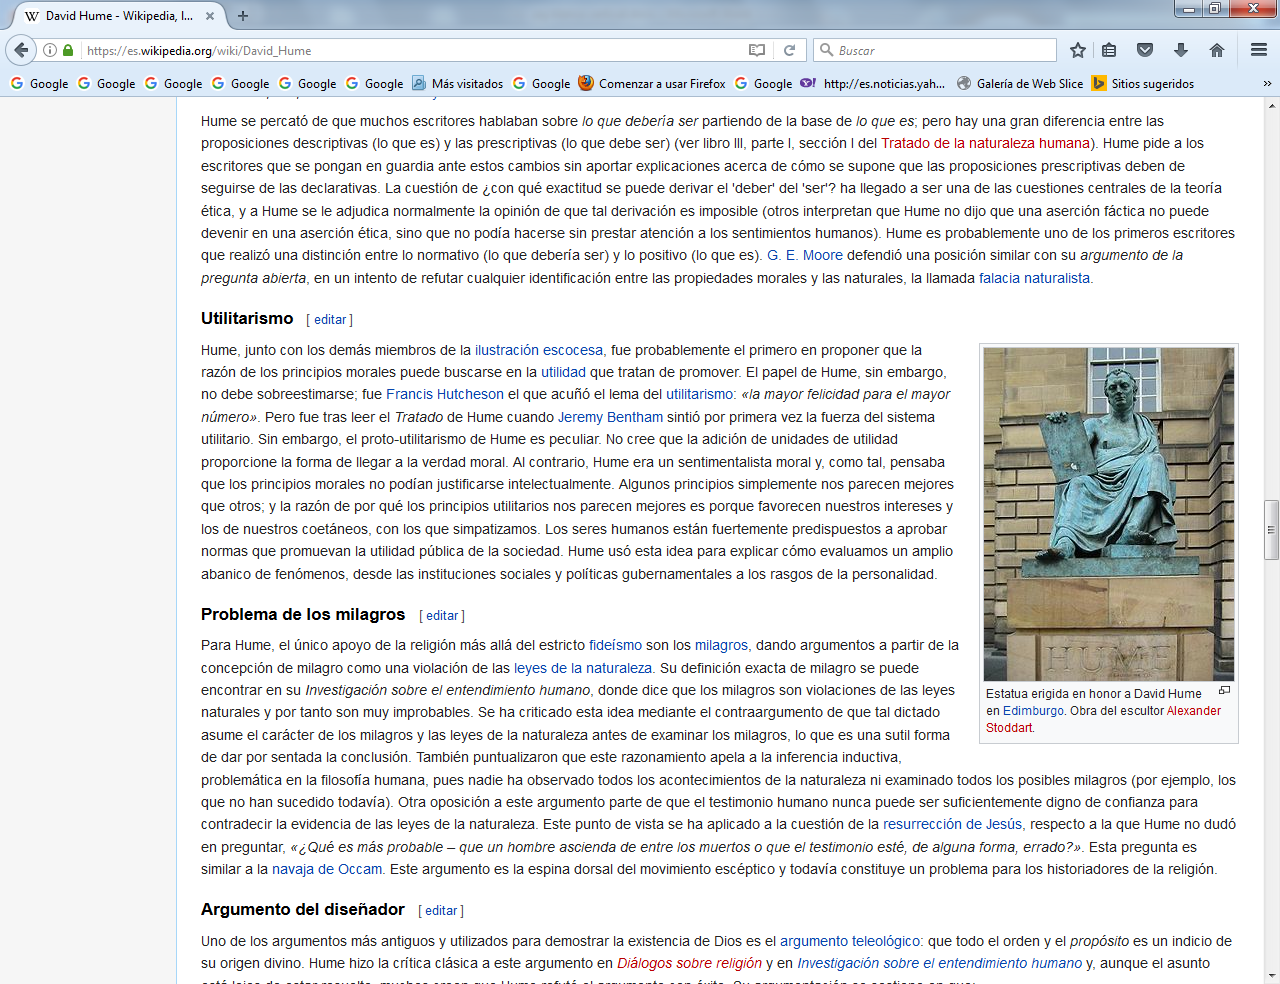 David Hume - Wikipedia, l...
https://es.wikipedia.org/wiki/David_Hume
Buscar
Google
Google
Google
Google
Google
Google
Más visitados
Google
Comenzar a usar Firefox
Google
http://es.noticias.yah...
Galería de Web Slice
Sitios sugeridos
Hume se percató de que muchos escritores hablaban sobre lo que debería ser partiendo de la base de lo que es; pero hay una gran diferencia entre las
proposiciones descriptivas (lo que es) y las prescriptivas (lo que debe ser) (ver libro III, parte I, sección I del Tratado de la naturaleza humana). Hume pide a los
escritores que se pongan en guardia ante estos cambios sin aportar explicaciones acerca de cómo se supone que las proposiciones prescriptivas deben de
seguirse de las declarativas. La cuestión de ¿con qué exactitud se puede derivar el 'deber' del 'ser'? ha llegado a ser una de las cuestiones centrales de la teoría
ética, y a Hume se le adjudica normalmente la opinión de que tal derivación es imposible (otros interpretan que Hume no dijo que una aserción fáctica no puede
devenir en una aserción ética, sino que no podía hacerse sin prestar atención a los sentimientos humanos). Hume es probablemente uno de los primeros escritores
que realizó una distinción entre lo normativo (lo que debería ser) y lo positivo (lo que es). G. E. Moore defendió una posición similar con su argumento de la
pregunta abierta, en un intento de refutar cualquier identificación entre las propiedades morales y las naturales, la llamada falacia naturalista.
Utilitarismo [ editar ]
Hume, junto con los demás miembros de la ilustración escocesa, fue probablemente el primero en proponer que la
razón de los principios morales puede buscarse en la utilidad que tratan de promover. El papel de Hume, sin embargo,
no debe sobreestimarse; fue Francis Hutcheson el que acuñó el lema del utilitarismo: «la mayor felicidad para el mayor
número». Pero fue tras leer el Tratado de Hume cuando Jeremy Bentham sintió por primera vez la fuerza del sistema
utilitario. Sin embargo, el proto-utilitarismo de Hume es peculiar. No cree que la adición de unidades de utilidad
proporcione la forma de llegar a la verdad moral. Al contrario, Hume era un sentimentalista moral y, como tal, pensaba
que los principios morales no podían justificarse intelectualmente. Algunos principios simplemente nos parecen mejores
que otros; y la razón de por qué los principios utilitarios nos parecen mejores es porque favorecen nuestros intereses y
los de nuestros coetáneos, con los que simpatizamos. Los seres humanos están fuertemente predispuestos a aprobar
normas que promuevan la utilidad pública de la sociedad. Hume usó esta idea para explicar cómo evaluamos un amplio
abanico de fenómenos, desde las instituciones sociales y políticas gubernamentales a los rasgos de la personalidad.
HUME
Estatua erigida en honor a David Hume
en Edimburgo. Obra del escultor Alexander
Stoddart.
Problema de los milagros [ editar ]
Para Hume, el único apoyo de la religión más allá del estricto fideísmo son los milagros, dando argumentos a partir de la
concepción de milagro como una violación de las leyes de la naturaleza. Su definición exacta de milagro se puede
encontrar en su Investigación sobre el entendimiento humano, donde dice que los milagros son violaciones de las leyes
naturales y por tanto son muy improbables. Se ha criticado esta idea mediante el contraargumento de que tal dictado
asume el carácter de los milagros y las leyes de la naturaleza antes de examinar los milagros, lo que es una sutil forma
de dar por sentada la conclusión. También puntualizaron que este razonamiento apela a la inferencia inductiva,
problemática en la filosofía humana, pues nadie ha observado todos los acontecimientos de la naturaleza ni examinado todos los posibles milagros (por ejemplo, los
que no han sucedido todavía). Otra oposición a este argumento parte de que el testimonio humano nunca puede ser suficientemente digno de confianza para
contradecir la evidencia de las leyes de la naturaleza. Este punto de vista se ha aplicado a la cuestión de la resurrección de Jesús, respecto a la que Hume no dudó
en preguntar, «¿Qué es más probable – que un hombre ascienda de entre los muertos o que el testimonio esté, de alguna forma, errado?». Esta pregunta es
similar a la navaja de Occam. Este argumento es la espina dorsal del movimiento escéptico y todavía constituye un problema para los historiadores de la religión.
Argumento del diseñador [ editar ]
Uno de los argumentos más antiguos y utilizados para demostrar la existencia de Dios es el argumento teleológico: que todo el orden y el propósito es un indicio de
su origen divino. Hume hizo la crítica clásica a este argumento en Diálogos sobre religión y en Investigación sobre el entendimiento humano y, aunque el asunto